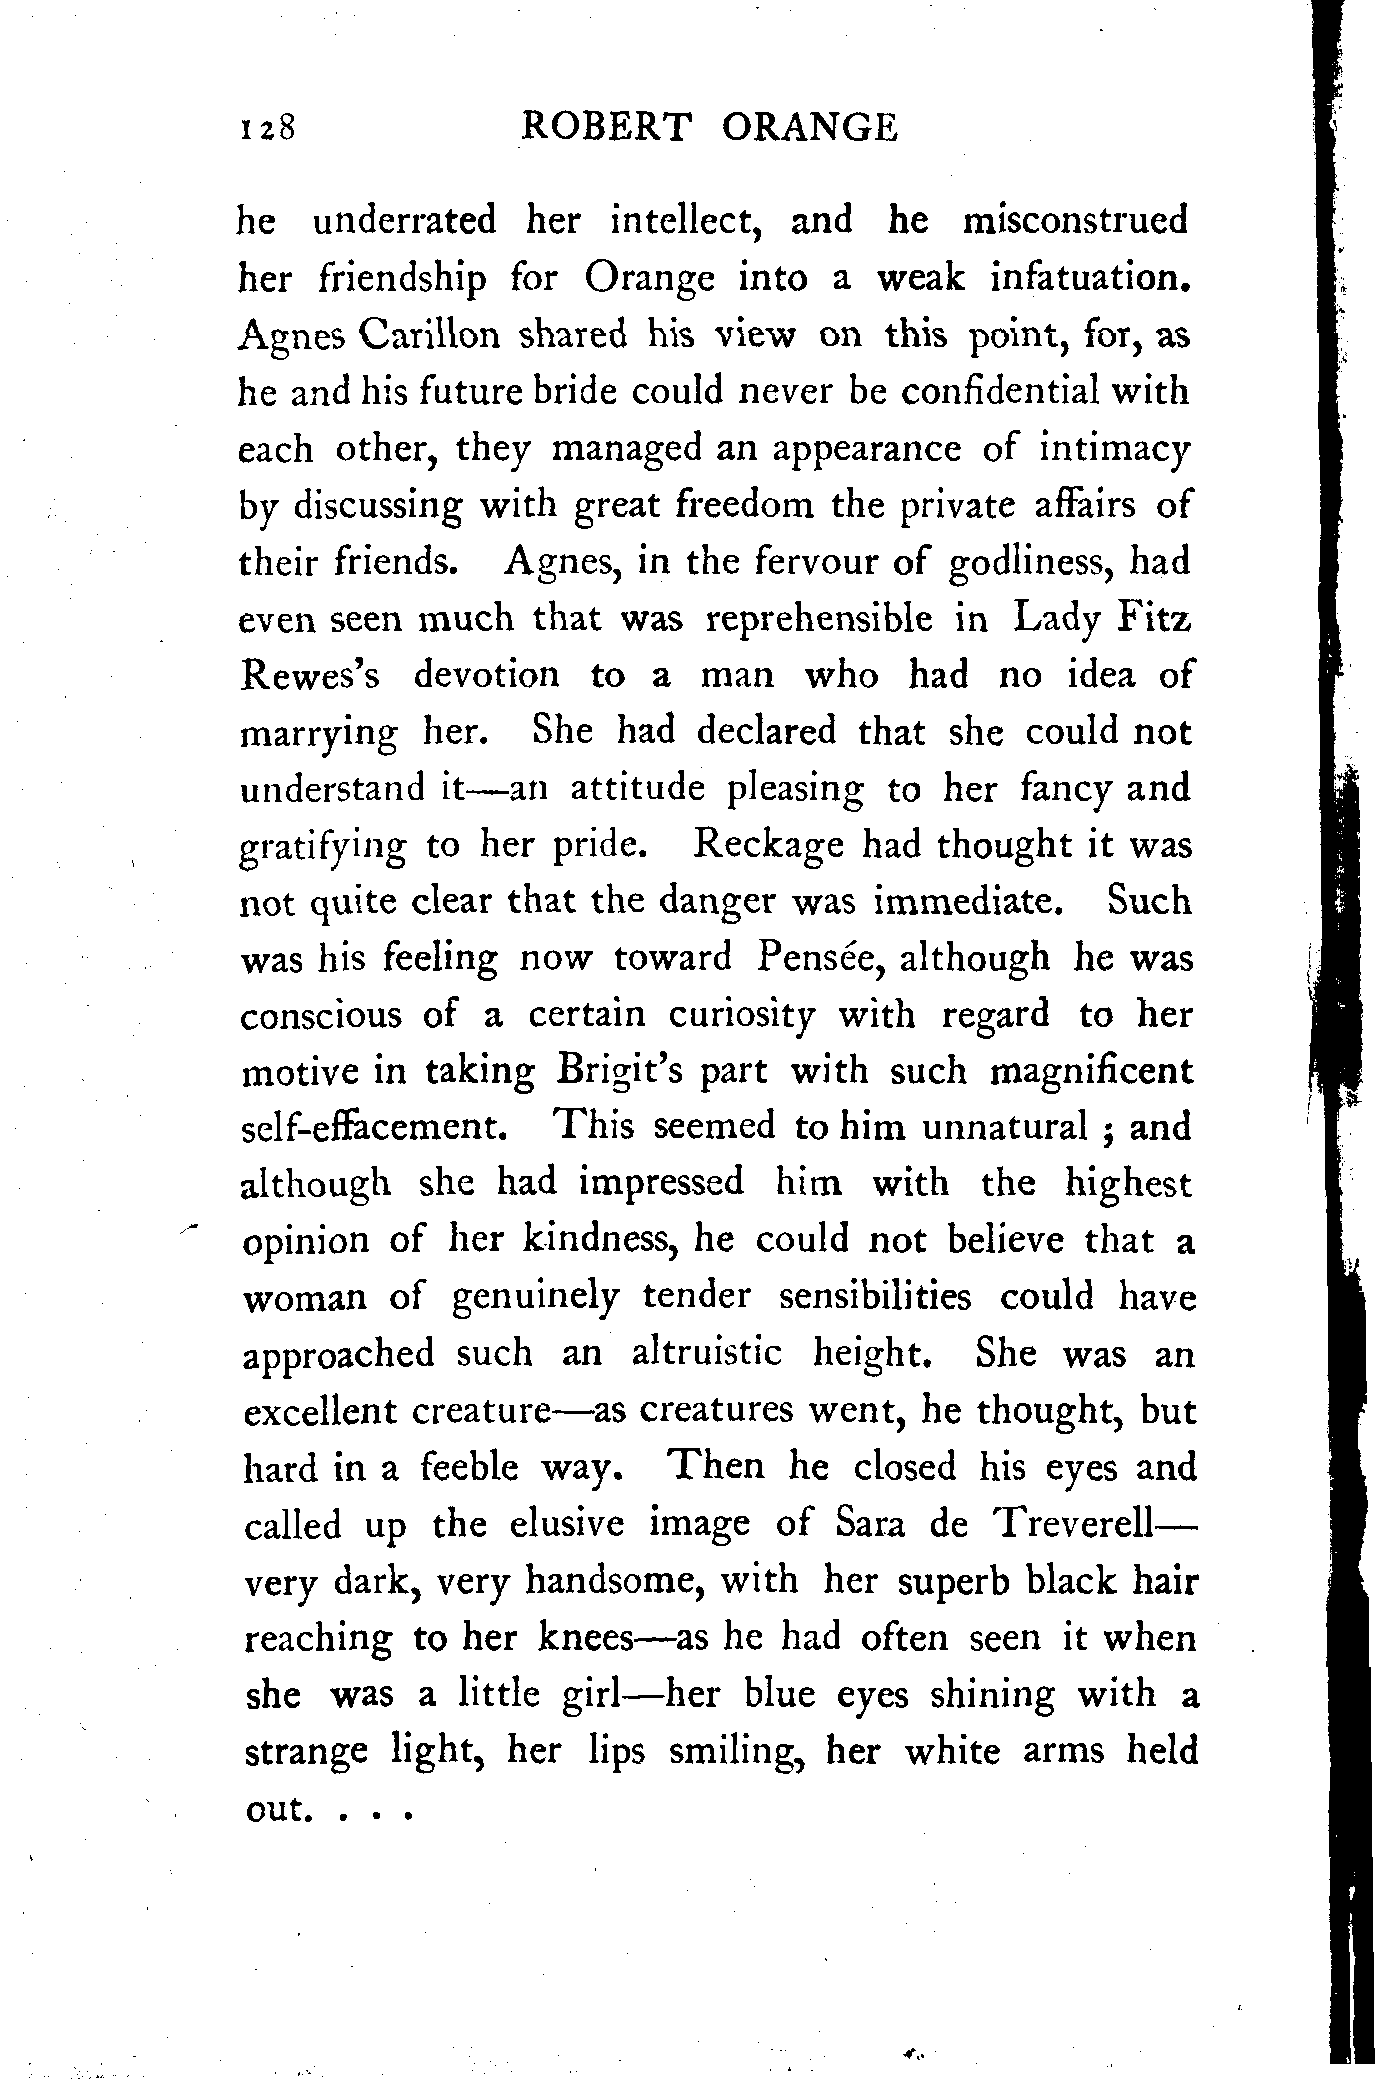 128 ROBERT ORANGE
he underrated her intellect, and he misconstrued
her friendship for Orange into a weak infatuation.
Agnes Carillon shared his view on this point, for, as
he and his future bride could never be confidential with
each other, they managed an appearance of intimacy
by discussing with great freedom the private affairs of
their friends. Agnes, in the fervour of godliness, had
even seen much that was reprehensible in Lady Fitz
Rewes's devotion to a man who had no idea of
marrying her. She had declared that she could not
understand it—an attitude pleasing to her fancy and
gratifying to her pride. Reckage had thought it was
not quite clear that the danger was immediate. Such
was his feeling now toward Pensée, although he was
conscious of a certain curiosity with regard to her
motive in taking Brigit's part with such magnificent
self-effacement. This seemed to him unnatural ; and
although she had impressed him with the highest
opinion of her kindness, he could not believe that a
woman of genuinely tender sensibilities could have
approached such an altruistic height. She was an
excellent creature—as creatures went, he thought, but
hard in a feeble way. Then he closed his eyes and
called up the elusive image of Sara de Treverell—
very dark, very handsome, with her superb black hair
reaching to her knees—as he had often seen it when
she was a little girl—her blue eyes shining with a
strange light, her lips smiling, her white arms held
out. . . .